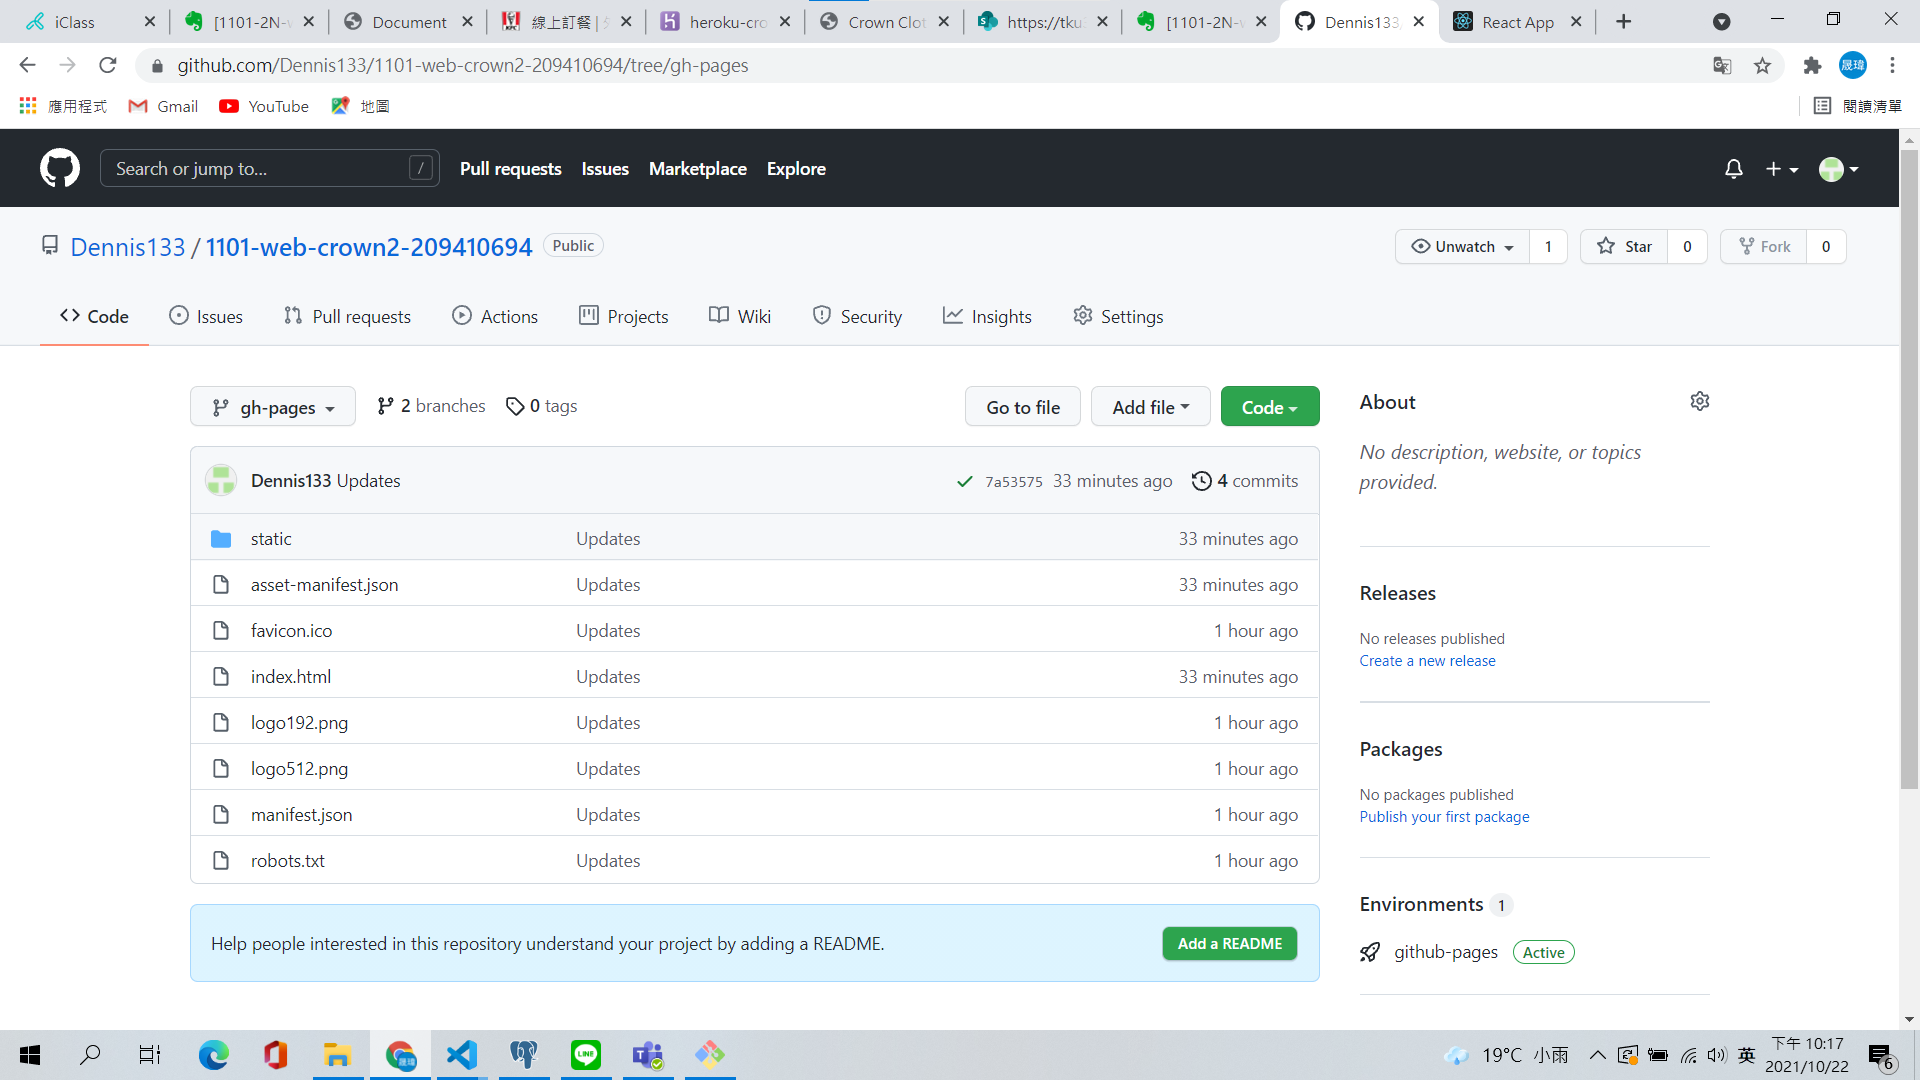 iClass
[1101-2N-w
Document
線上訂餐 |
heroku-cro
Crown Clot
https://tku
[1101-2N-w
Dennis133
React App
github.com/Dennis133/1101-web-crown2-209410694/tree/gh-pages
晟瑋
應用程式
Gmail
YouTube
地圖
閱讀清單
Search or jump to...
/
Pull requests
Issues
Marketplace
Explore
Dennis133 / 1101-web-crown2-209410694
Public
Unwatch
1
Star
0
Fork
0
Code
Issues
Pull requests
Actions
Projects
Wiki
Security
Insights
Settings
gh-pages
2 branches
0 tags
Go to file
Add file
Code
Dennis133 Updates
7a53575
33 minutes ago
4 commits
static
Updates
33 minutes ago
asset-manifest.json
Updates
33 minutes ago
favicon.ico
Updates
1 hour ago
index.html
Updates
33 minutes ago
logo192.png
Updates
1 hour ago
logo512.png
Updates
1 hour ago
manifest.json
Updates
1 hour ago
robots.txt
Updates
1 hour ago
Help people interested in this repository understand your project by adding a README.
Add a README
About
No description, website, or topics
provided.
Releases
No releases published
Create a new release
Packages
No packages published
Publish your first package
Environments 1
github-pages
Active
19°C 小雨
英
下午 10:17
2021/10/22
6